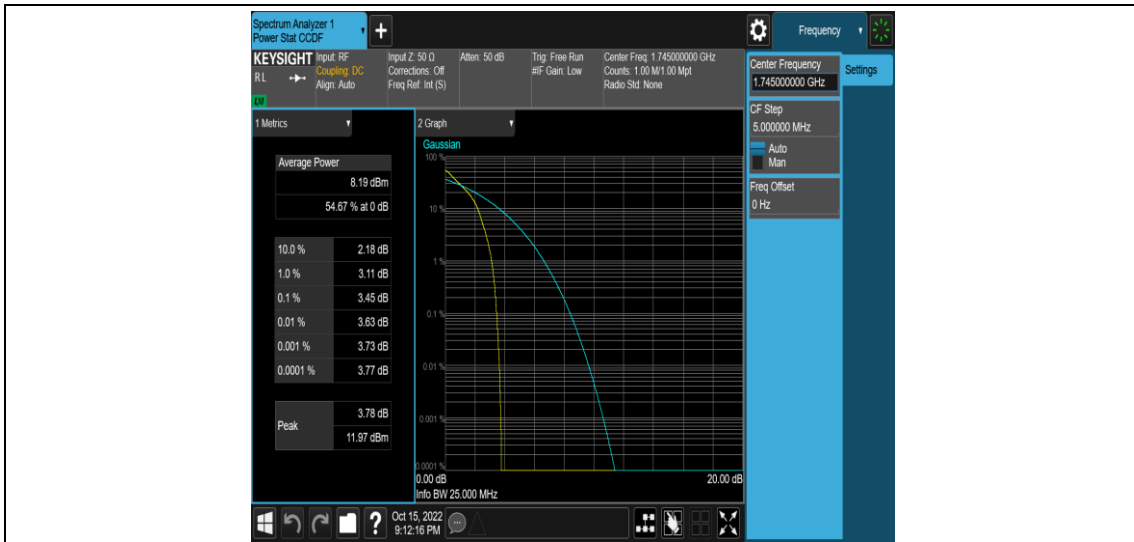 Spectrum Analyzer 1
Power Stat CCDF
+
Frequency
KEYSIGHT
RL
LXI
Input: RF
Coupling: DC
Align: Auto
Input Z: 50 Ω
Corrections: Off
Freq Ref: Int (S)
Atten: 50 dB
Trig: Free Run
#IF Gain: Low
Center Freq: 1.745000000 GHz
Counts: 1.00 M/1.00 Mpt
Radio Std: None
Center Frequency
1.745000000 GHz
Settings
CF Step
5.000000 MHz
Auto
Man
Freq Offset
0 Hz
1 Metrics
Average Power
8.19 dBm
54.67 % at 0 dB
10.0 % 2.18 dB
1.0 % 3.11 dB
0.1 % 3.45 dB
0.01 % 3.63 dB
0.001 % 3.73 dB
0.0001 % 3.77 dB
Peak
3.78 dB
11.97 dBm
2 Graph
Gaussian
100 %
10 %
1 %
0.1 %
0.01 %
0.001 %
0.0001 %
0.00 dB 20.00 dB
Info BW 25.000 MHz
?
Oct 15, 2022
9:12:16 PM